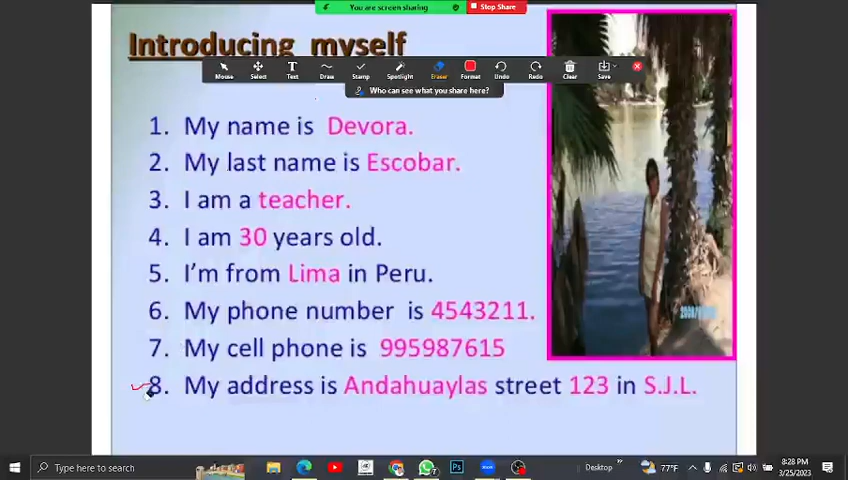 You are screen sharing
Stop Share
Introducing myself
Mouse Select Text Draw Stamp Spotlight Eraser Format Undo Redo Clear Save
Who can see what you share here?
1. My name is Devora.
2. My last name is Escobar.
3. I am a teacher.
4. I am 30 years old.
5. I'm from Lima in Peru.
6. My phone number is 4543211.
7. My cell phone is 995987615
8. My address is Andahuaylas street 123 in S.J.L.
Type here to search
Desktop
77°F
8:28 PM
3/25/2023